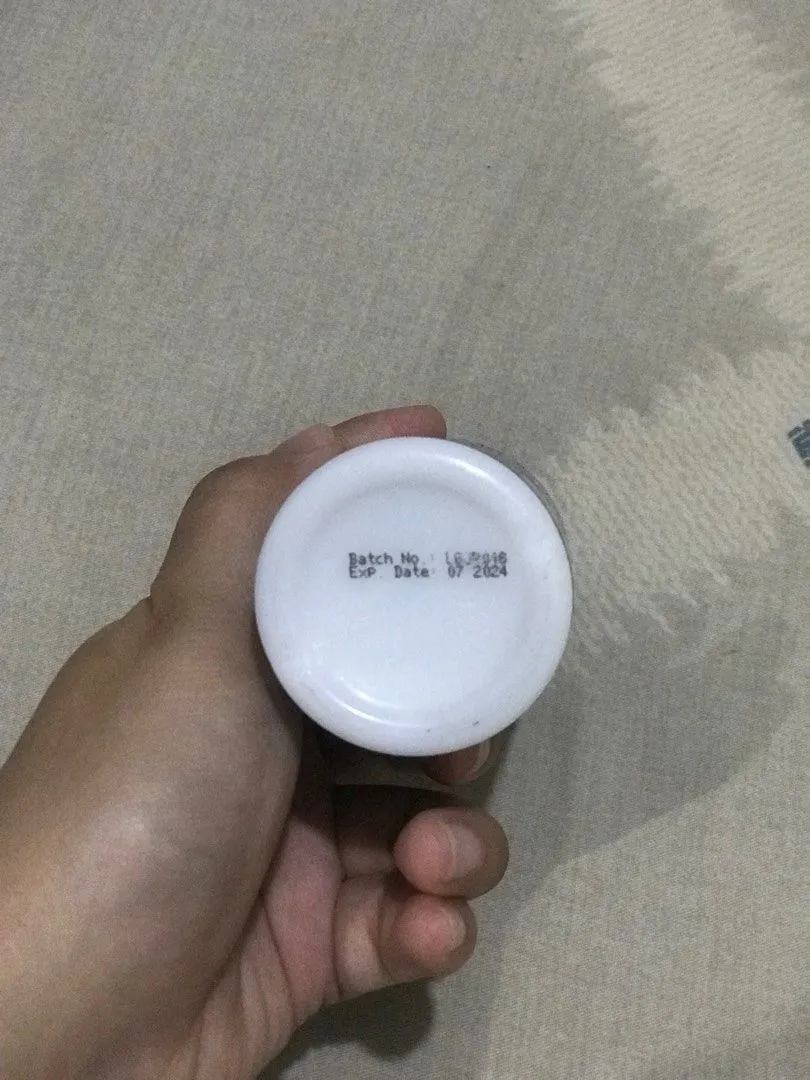 Batch No.:
Exp. Date: 07 2024